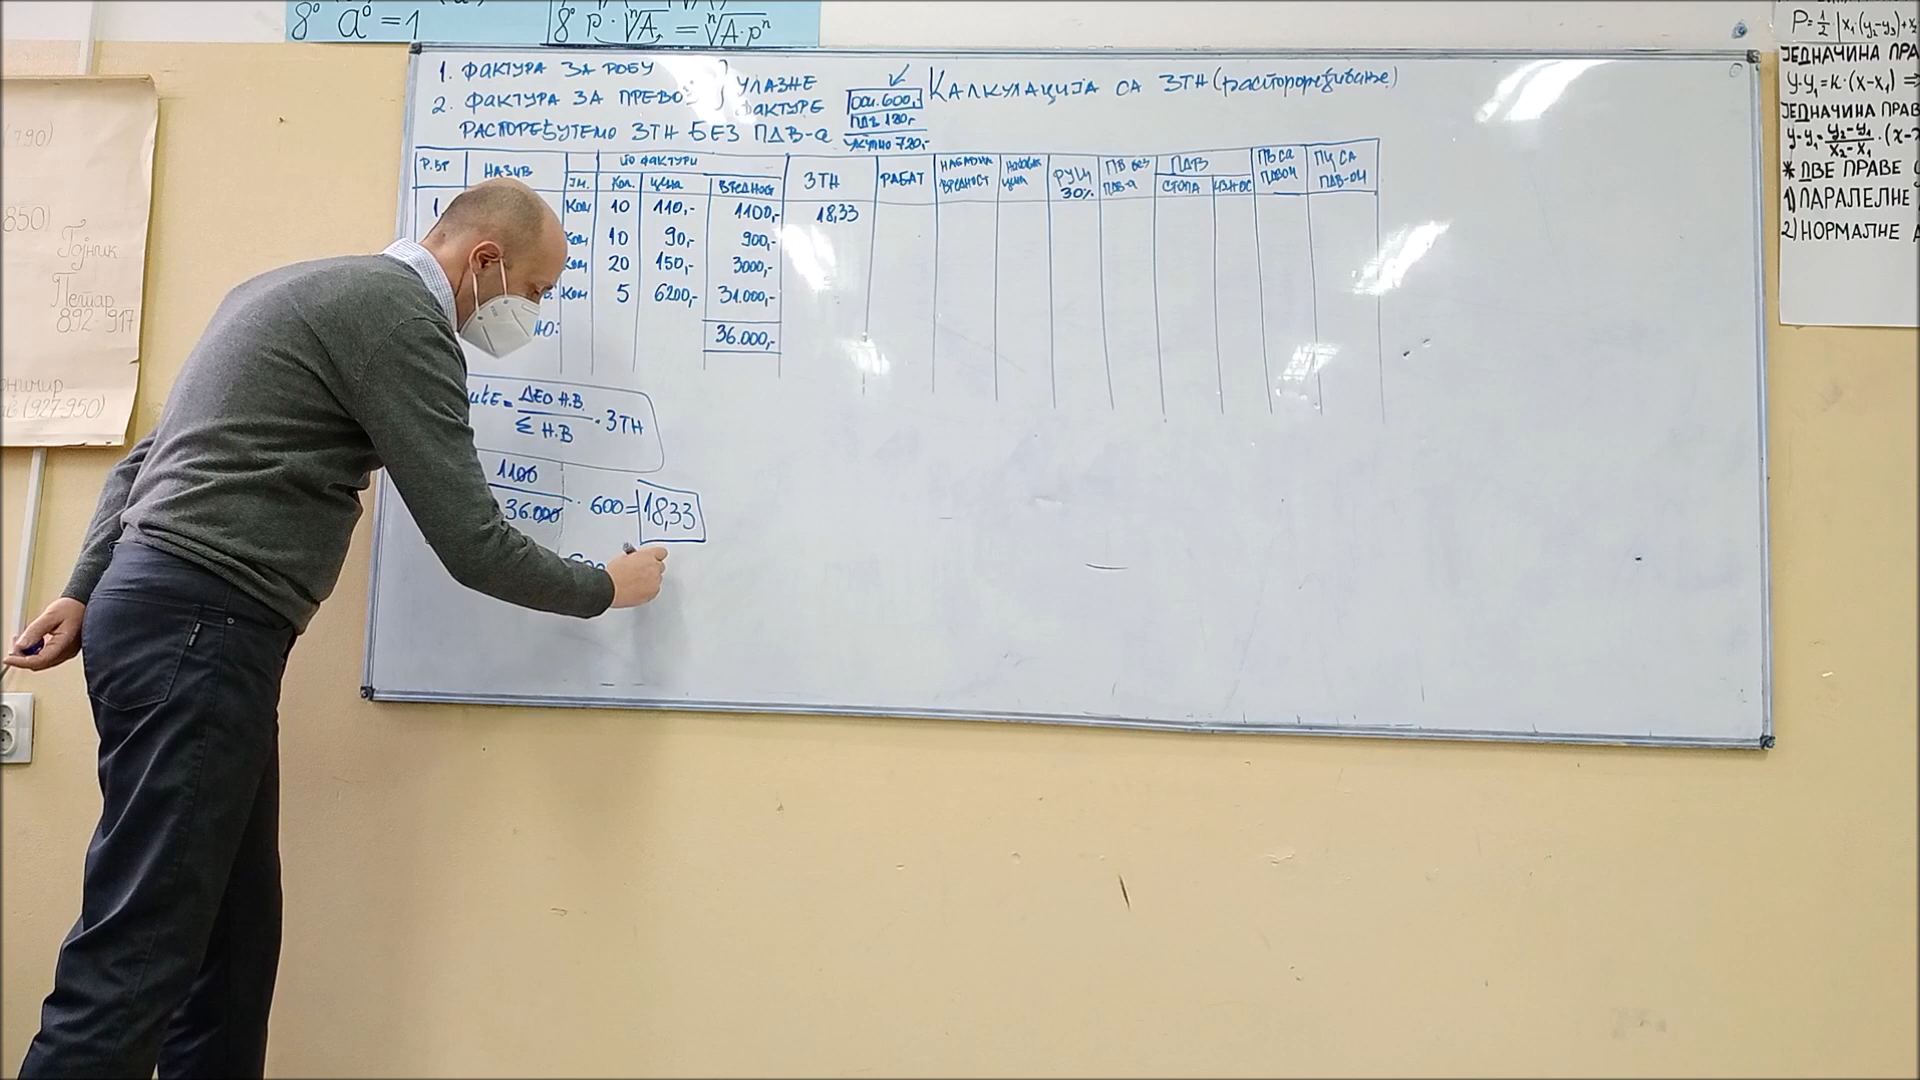 8° a⁰ = 1
8° p · ⁿ√A = ⁿ√A·pⁿ
1. ФАКТУРА ЗА РОБУ
2. ФАКТУРА ЗА ПРЕВОЗ
УЛАЗНЕ
ФАКТУРЕ
РАСПОРЕЂУЈЕМО ЗТН БЕЗ ПДВ-а
600,-
ПДВ 120,-
УКУПНО 720,-
КАЛКУЛАЦИЈА СА ЗТН
Р.БР НАЗИВ ПО ФАКТУРИ ЗТН РАБАТ НАБАВНА ВРЕДНОСТ НАБАВНА ЦЕНА РУЦ 30% ПВ БЕЗ ПДВ-а ПДВ ПВ СА ПДВОМ ПЦ СА ПДВ-ОМ
ЈМ. КОЛ. ЦЕНА ВРЕДНОСТ СТОПА ИЗНОС
1. КОМ 10 110,- 1100,- 18,33
КОМ 10 90,- 900,-
КОМ 20 150,- 3000,-
КОМ 5 6200,- 31.000,-
НО: 36.000,-
= ДЕО Н.В. / Σ Н.В · ЗТН
1100 / 36.000 · 600 = 18,33
790)
850)
Гојник
Петар
892-917
(927-950)
P = 1/2 |x₁·(y₂-y₃)+x₂
ЈЕДНАЧИНА ПРА
y-y₁=k·(x-x₁) ⇒
ЈЕДНАЧИНА ПРАВ
y-y₁ = (y₂-y₁)/(x₂-x₁) · (x-x
* ДВЕ ПРАВЕ
1) ПАРАЛЕЛНЕ
2) НОРМАЛНЕ